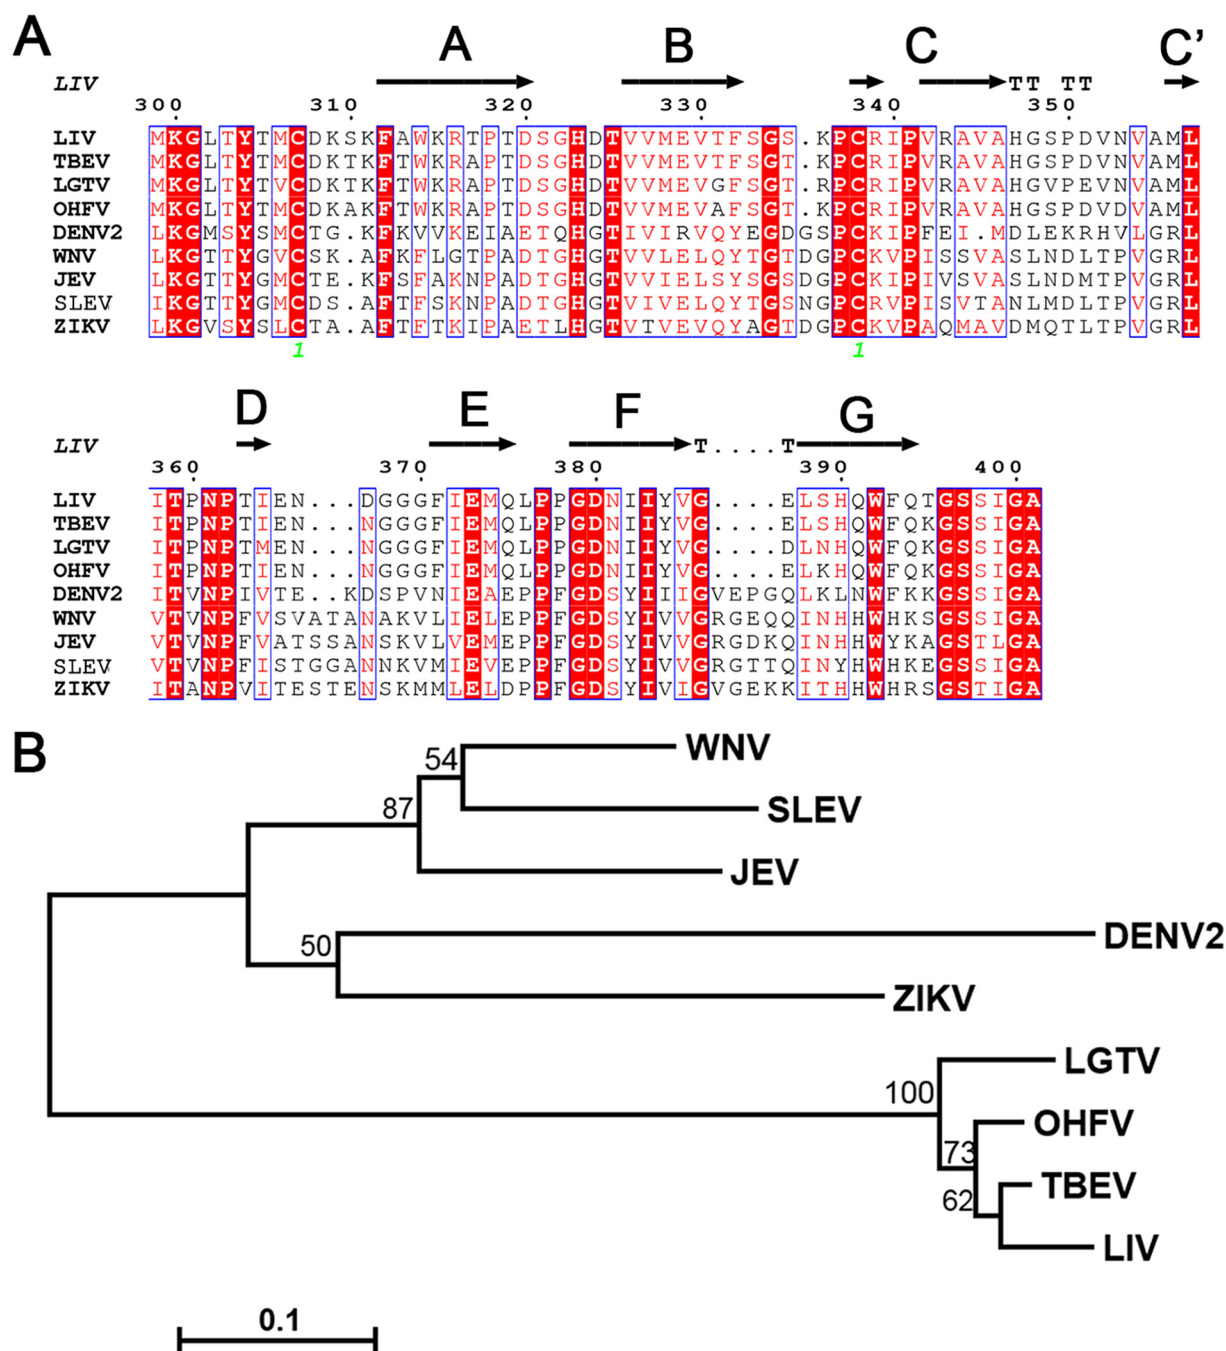 A
A B C C'
LIV TT TT
300 310 320 330 340 350
LIV MKGLTYTMCDKSKFAWKRTPTDSGHDTVVMEVTFSGS.KPCRIPVRAVAHGSPDVNVAML
TBEV MKGLTYTMCDKTKFTWKRAPTDSGHDTVVMEVTFSGT.KPCRIPVRAVAHGSPDVNVAML
LGTV MKGLTYTVCDKTKFTWKRAPTDSGHDTVVMEVGFSGT.RPCRIPVRAVAHGVPEVNVAML
OHFV MKGLTYTMCDKAKFTWKRAPTDSGHDTVVMEVAFSGT.KPCRIPVRAVAHGSPDVDVAML
DENV2 LKGMSYSMCTG.KFKVVKEIAETQHGTIVIRVQYEGDGSPCKIPFEI.MDLEKRHVLGRL
WNV LKGTTYGVCSK.AFKFLGTPADTGHGTVVLELQYTGTDGPCKVPISSVASLNDLTPVGRL
JEV LKGTTYGMCTE.KFSFAKNPADTGHGTVVIELSYSGSDGPCKIPIVSVASLNDMTPVGRL
SLEV IKGTTYGMCDS.AFTFSKNPADTGHGTVIVELQYTGSNGPCRVPISVTANLMDLTPVGRL
ZIKV LKGVSYSLCTA.AFTFTKIPAETLHGTVTVEVQYAGTDGPCKVPAQMAVDMQTLTPVGRL
1 1
D E F G
LIV T....T
360 370 380 390 400
LIV ITPNPTIEN...DGGGFIEMQLPPGDNIIYVG....ELSHQWFQTGSSIGA
TBEV ITPNPTIEN...NGGGFIEMQLPPGDNIIYVG....ELSHQWFQKGSSIGA
LGTV ITPNPTMEN...NGGGFIEMQLPPGDNIIYVG....DLNHQWFQKGSSIGA
OHFV ITPNPTIEN...NGGGFIEMQLPPGDNIIYVG....ELKHQWFQKGSSIGA
DENV2 ITVNPIVTE..KDSPVNIEAEPPFGDSYIIIGVEPGQLKLNWFKKGSSIGA
WNV VTVNPFVSVATANAKVLIELEPPFGDSYIVVGRGEQQINHHWHKSGSSIGA
JEV VTVNPFVATSSANSKVLVEMEPPFGDSYIVVGRGDKQINHHWYKAGSTLGA
SLEV VTVNPFISTGGANNKVMIEVEPPFGDSYIVVGRGTTQINYHWHKEGSSIGA
ZIKV ITANPVITESTENSKMMLELDPPFGDSYIVIGVGEKKITHHWHRSGSTIGA
B
WNV
54
SLEV
87
JEV
DENV2
50
ZIKV
LGTV
100
OHFV
73
TBEV
62
LIV
0.1